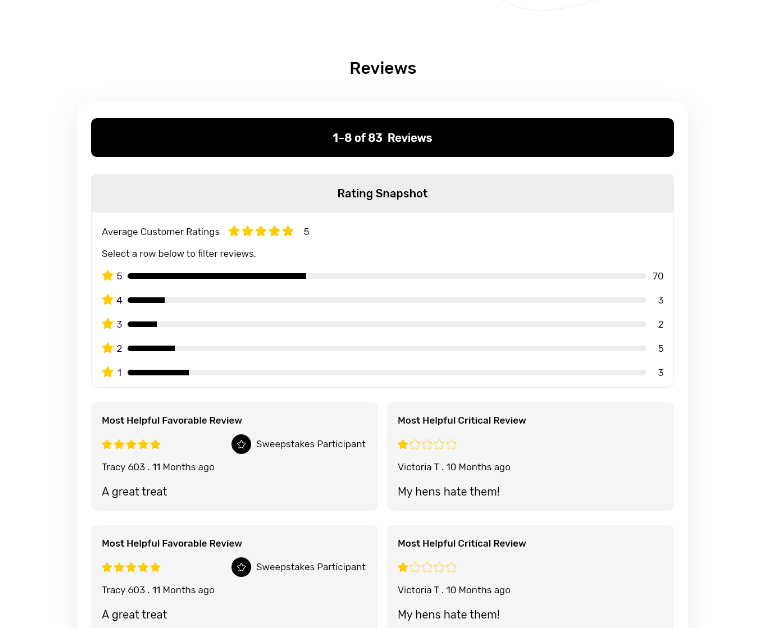 Reviews
1–8 of 83 Reviews
Rating Snapshot
Average Customer Ratings 5
Select a row below to filter reviews.
5 70
4 3
3 2
2 5
1 3
Most Helpful Favorable Review
Sweepstakes Participant
Tracy 603 . 11 Months ago
A great treat
Most Helpful Critical Review
Victoria T . 10 Months ago
My hens hate them!
Most Helpful Favorable Review
Sweepstakes Participant
Tracy 603 . 11 Months ago
A great treat
Most Helpful Critical Review
Victoria T . 10 Months ago
My hens hate them!